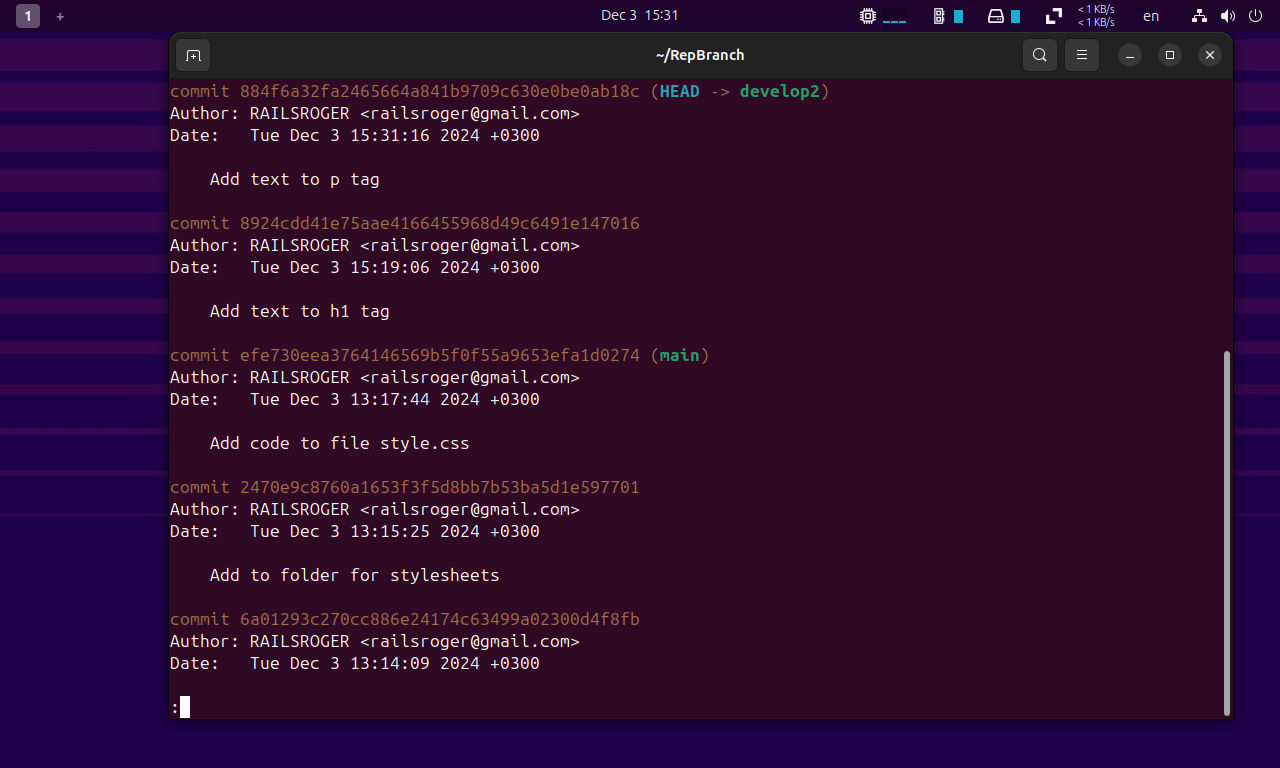 1 +
Dec 3 15:31
< 1 KB/s
< 1 KB/s
en
~/RepBranch
commit 884f6a32fa2465664a841b9709c630e0be0ab18c (HEAD -> develop2)
Author: RAILSROGER <railsroger@gmail.com>
Date:   Tue Dec 3 15:31:16 2024 +0300
    Add text to p tag
commit 8924cdd41e75aae4166455968d49c6491e147016
Author: RAILSROGER <railsroger@gmail.com>
Date:   Tue Dec 3 15:19:06 2024 +0300
    Add text to h1 tag
commit efe730eea3764146569b5f0f55a9653efa1d0274 (main)
Author: RAILSROGER <railsroger@gmail.com>
Date:   Tue Dec 3 13:17:44 2024 +0300
    Add code to file style.css
commit 2470e9c8760a1653f3f5d8bb7b53ba5d1e597701
Author: RAILSROGER <railsroger@gmail.com>
Date:   Tue Dec 3 13:15:25 2024 +0300
    Add to folder for stylesheets
commit 6a01293c270cc886e24174c63499a02300d4f8fb
Author: RAILSROGER <railsroger@gmail.com>
Date:   Tue Dec 3 13:14:09 2024 +0300
: